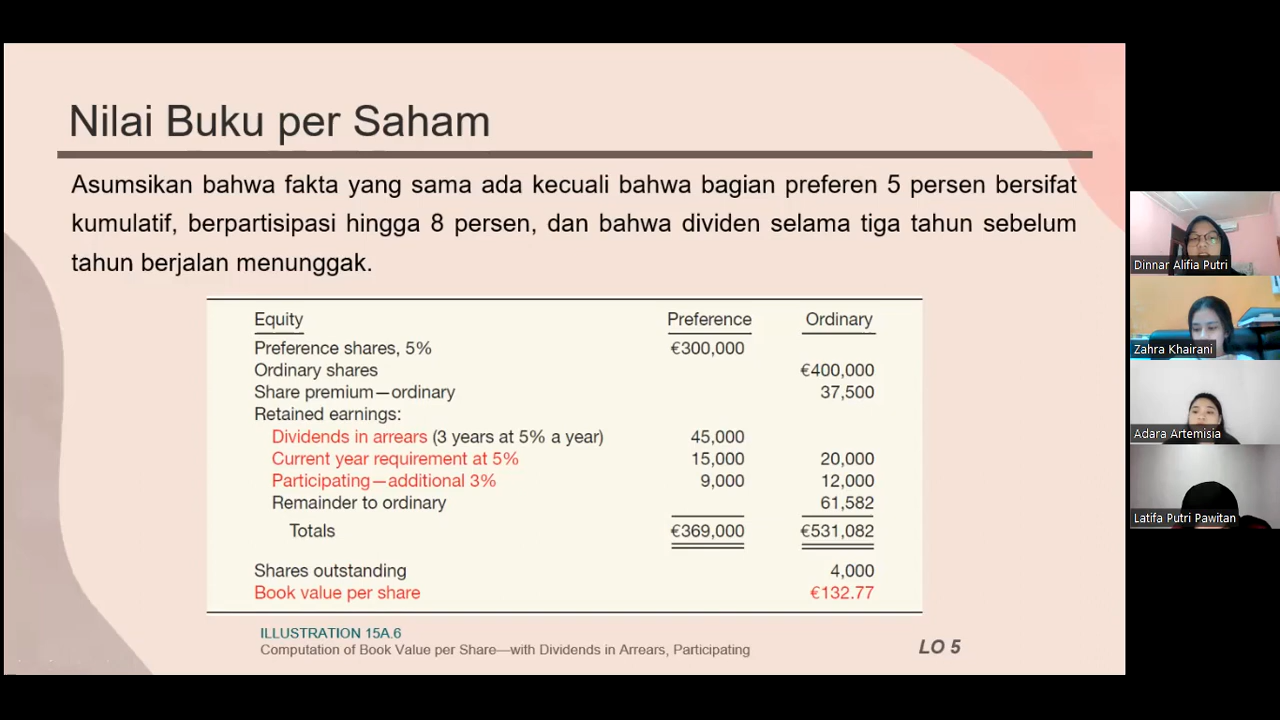 Nilai Buku per Saham
Asumsikan bahwa fakta yang sama ada kecuali bahwa bagian preferen 5 persen bersifat
kumulatif, berpartisipasi hingga 8 persen, dan bahwa dividen selama tiga tahun sebelum
tahun berjalan menunggak.
Equity Preference Ordinary
Preference shares, 5% €300,000
Ordinary shares €400,000
Share premium—ordinary 37,500
Retained earnings:
Dividends in arrears (3 years at 5% a year) 45,000
Current year requirement at 5% 15,000 20,000
Participating—additional 3% 9,000 12,000
Remainder to ordinary 61,582
Totals €369,000 €531,082
Shares outstanding 4,000
Book value per share €132.77
ILLUSTRATION 15A.6
Computation of Book Value per Share—with Dividends in Arrears, Participating
LO 5
Dinnar Alifia Putri
Zahra Khairani
Adara Artemisia
Latifa Putri Pawitan